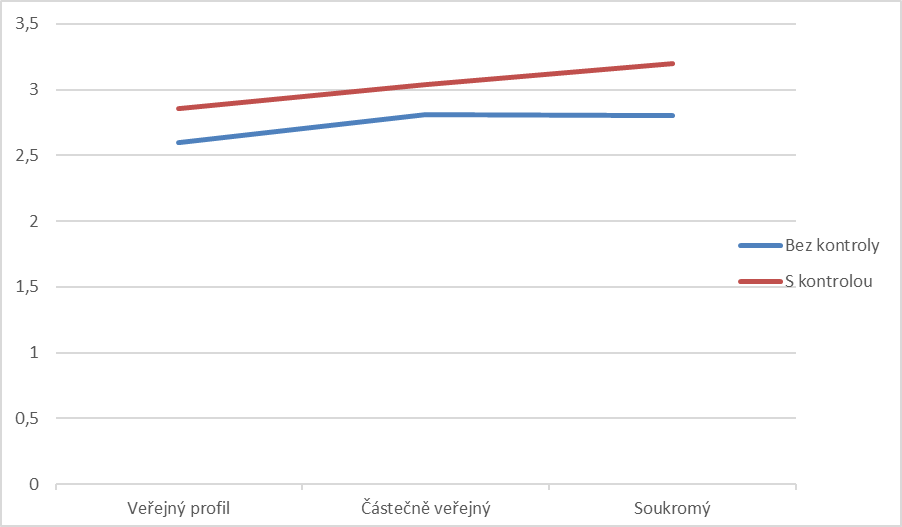 3,5
3
2,5
2
1,5
1
0,5
0
Veřejný profil
Částečně veřejný
Soukromý
Bez kontroly
S kontrolou